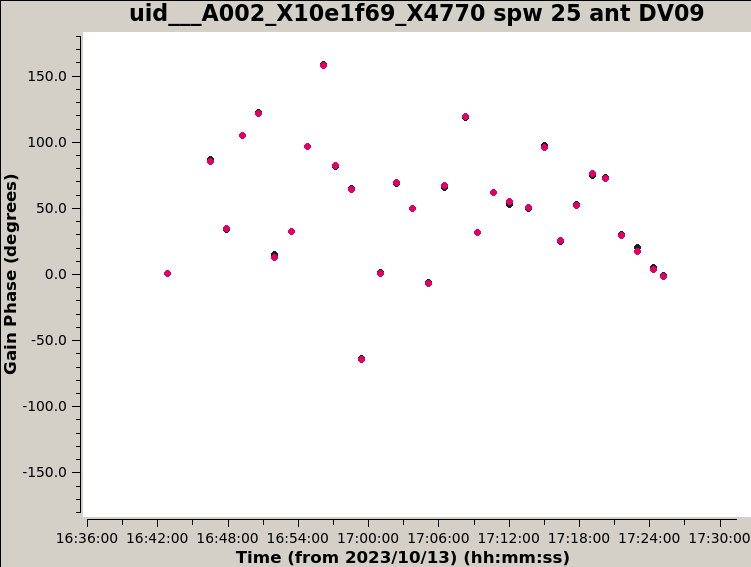 uid___A002_X10e1f69_X4770 spw 25 ant DV09
Gain Phase (degrees)
150.0
100.0
50.0
0.0
-50.0
-100.0
-150.0
16:36:00 16:42:00 16:48:00 16:54:00 17:00:00 17:06:00 17:12:00 17:18:00 17:24:00 17:30:00
Time (from 2023/10/13) (hh:mm:ss)